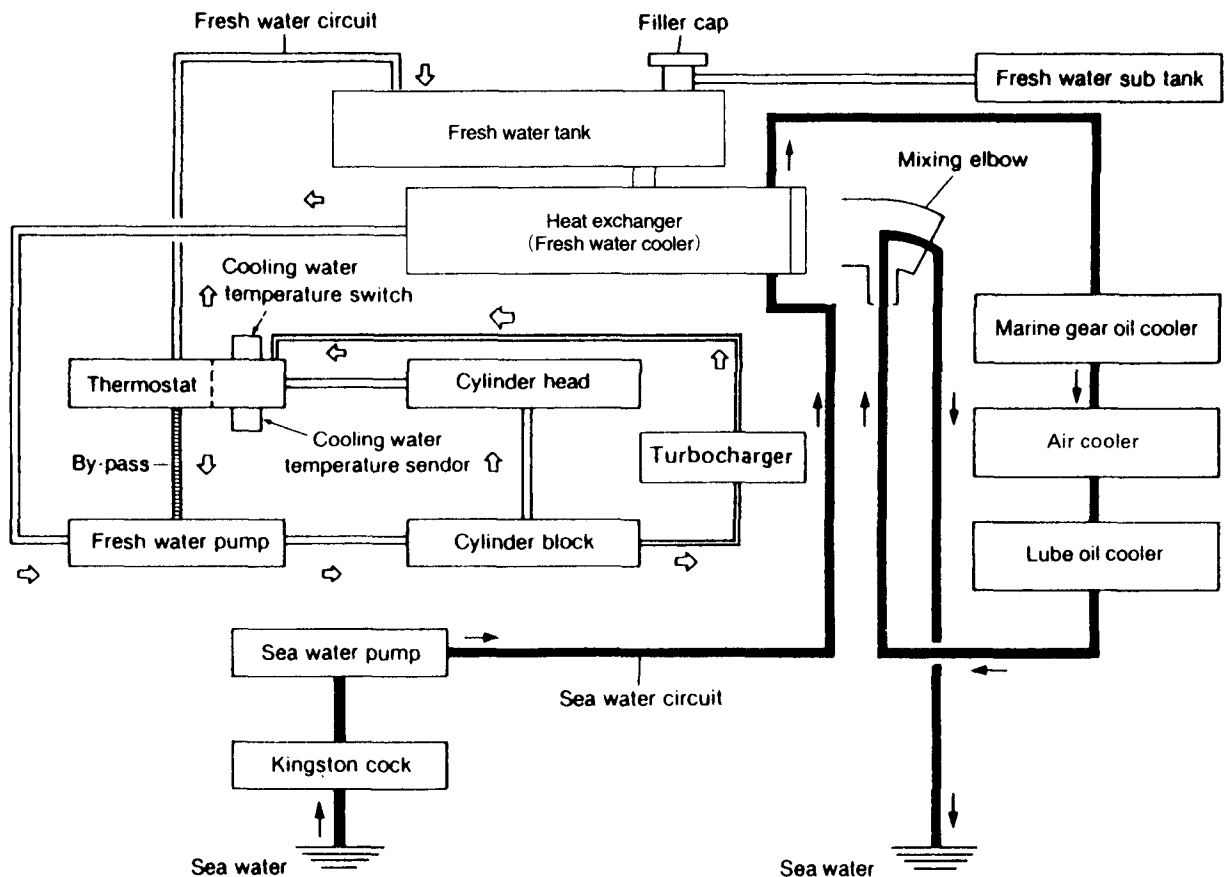 Fresh water circuit
Filler cap
Fresh water sub tank
Fresh water tank
Mixing elbow
Heat exchanger
(Fresh water cooler)
Cooling water
temperature switch
Marine gear oil cooler
Thermostat
Cylinder head
Cooling water
temperature sendor
By-pass
Turbocharger
Air cooler
Fresh water pump
Cylinder block
Lube oil cooler
Sea water pump
Sea water circuit
Kingston cock
Sea water
Sea water